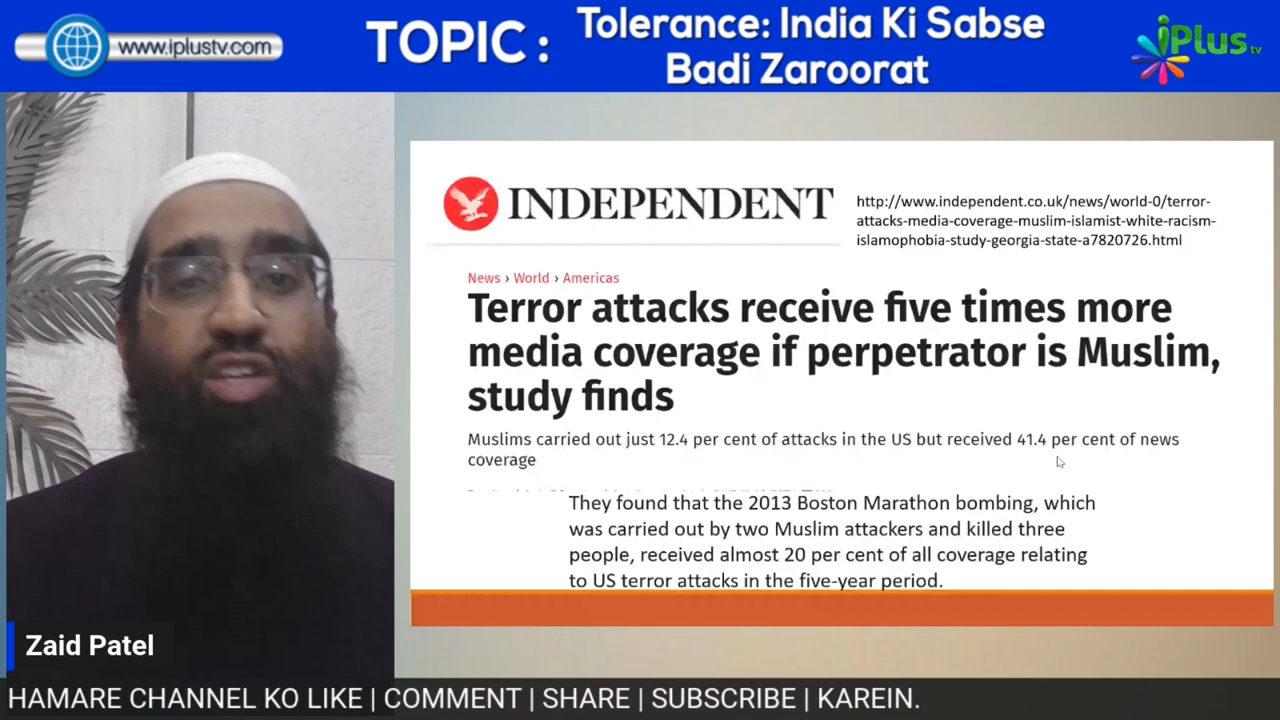 www.iplustv.com
TOPIC :
Tolerance: India Ki Sabse
Badi Zaroorat
iPlus tv
INDEPENDENT
http://www.independent.co.uk/news/world-0/terror-
attacks-media-coverage-muslim-islamist-white-racism-
islamophobia-study-georgia-state-a7820726.html
News › World › Americas
Terror attacks receive five times more
media coverage if perpetrator is Muslim,
study finds
Muslims carried out just 12.4 per cent of attacks in the US but received 41.4 per cent of news
coverage
They found that the 2013 Boston Marathon bombing, which
was carried out by two Muslim attackers and killed three
people, received almost 20 per cent of all coverage relating
to US terror attacks in the five-year period.
Zaid Patel
HAMARE CHANNEL KO LIKE | COMMENT | SHARE | SUBSCRIBE | KAREIN.